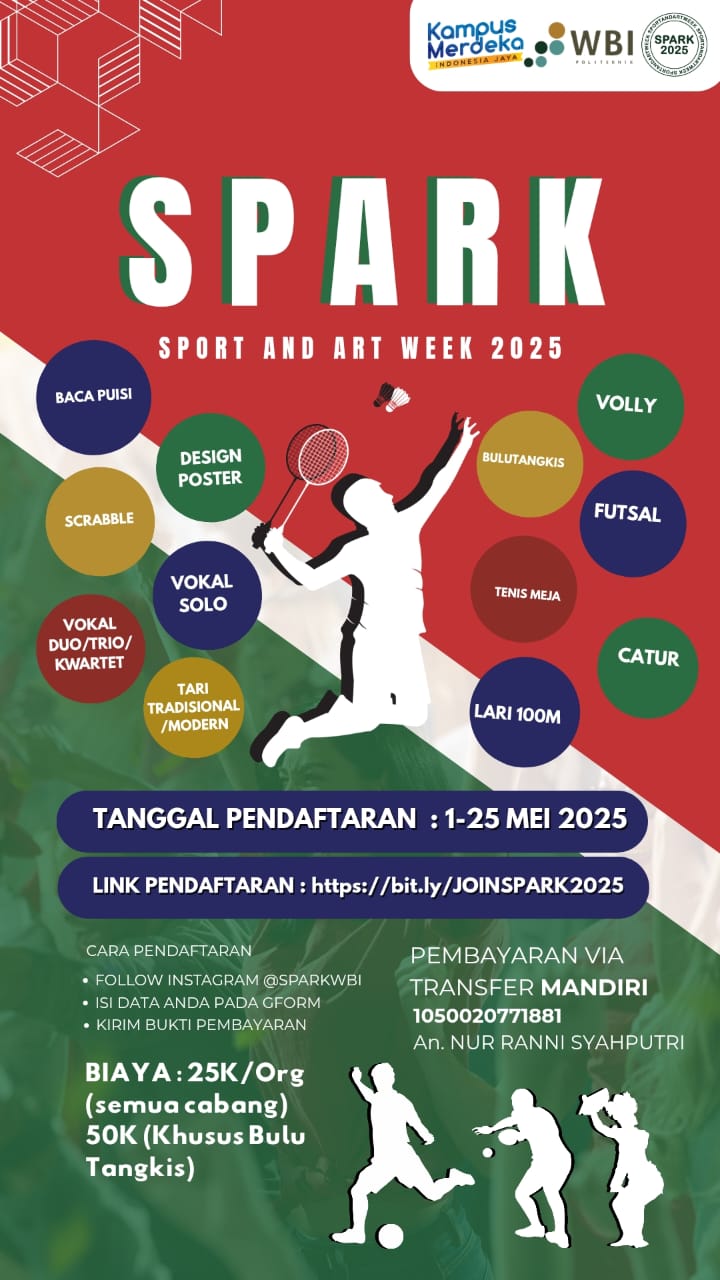 Kampus
Merdeka
INDONESIA JAYA
WBI
POLITEKNIK
SPARK
2025
SPARK
SPORT AND ART WEEK 2025
BACA PUISI
DESIGN
POSTER
SCRABBLE
VOKAL
SOLO
VOKAL
DUO/TRIO/
KWARTET
TARI
TRADISIONAL
/MODERN
VOLLY
BULUTANGKIS
FUTSAL
TENIS MEJA
CATUR
LARI 100M
TANGGAL PENDAFTARAN : 1-25 MEI 2025
LINK PENDAFTARAN : https://bit.ly/JOINSPARK2025
CARA PENDAFTARAN
• FOLLOW INSTAGRAM @SPARKWBI
• ISI DATA ANDA PADA GFORM
• KIRIM BUKTI PEMBAYARAN
PEMBAYARAN VIA
TRANSFER MANDIRI
1050020771881
An. NUR RANNI SYAHPUTRI
BIAYA : 25K/Org
(semua cabang)
50K (Khusus Bulu
Tangkis)